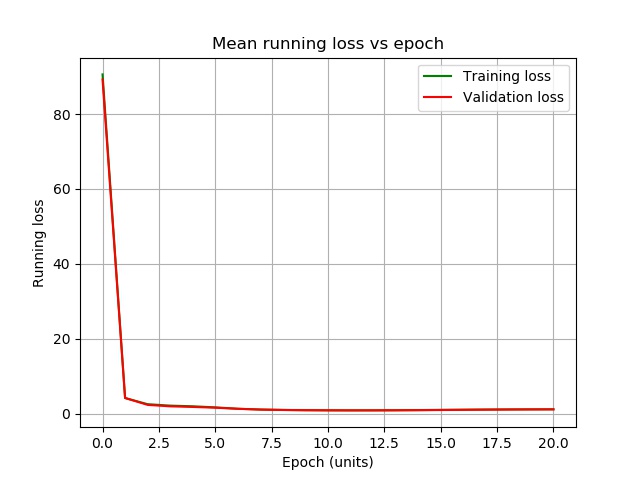 Mean running loss vs epoch
Training loss
Validation loss
80
60
40
20
0
Running loss
0.0 2.5 5.0 7.5 10.0 12.5 15.0 17.5 20.0
Epoch (units)